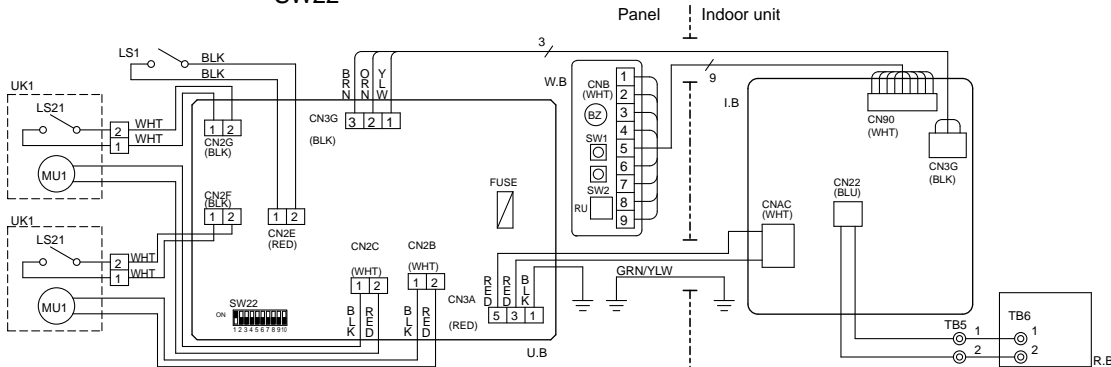 SW22
Panel
Indoor unit
LS1
BLK
BLK
3
9
UK1
LS21
WHT
WHT
2
1
MU1
1 2
CN2G
(BLK)
BRN
ORN
YLW
CN3G
(BLK)
3 2 1
W.B
CNB
(WHT)
BZ
SW1
SW2
RU
1
2
3
4
5
6
7
8
9
I.B
CN90
(WHT)
CN3G
(BLK)
CN22
(BLU)
CNAC
(WHT)
FUSE
CN2F
(BLK)
1 2
1 2
CN2E
(RED)
UK1
LS21
WHT
WHT
2
1
MU1
CN2C
(WHT)
1 2
CN2B
(WHT)
1 2
BLK
RED
BLK
RED
CN3A
(RED)
RED
RED
BLK
5 3 1
GRN/YLW
SW22
ON
1 2 3 4 5 6 7 8 9 10
U.B
TB5
1
2
TB6
1
2
R.B